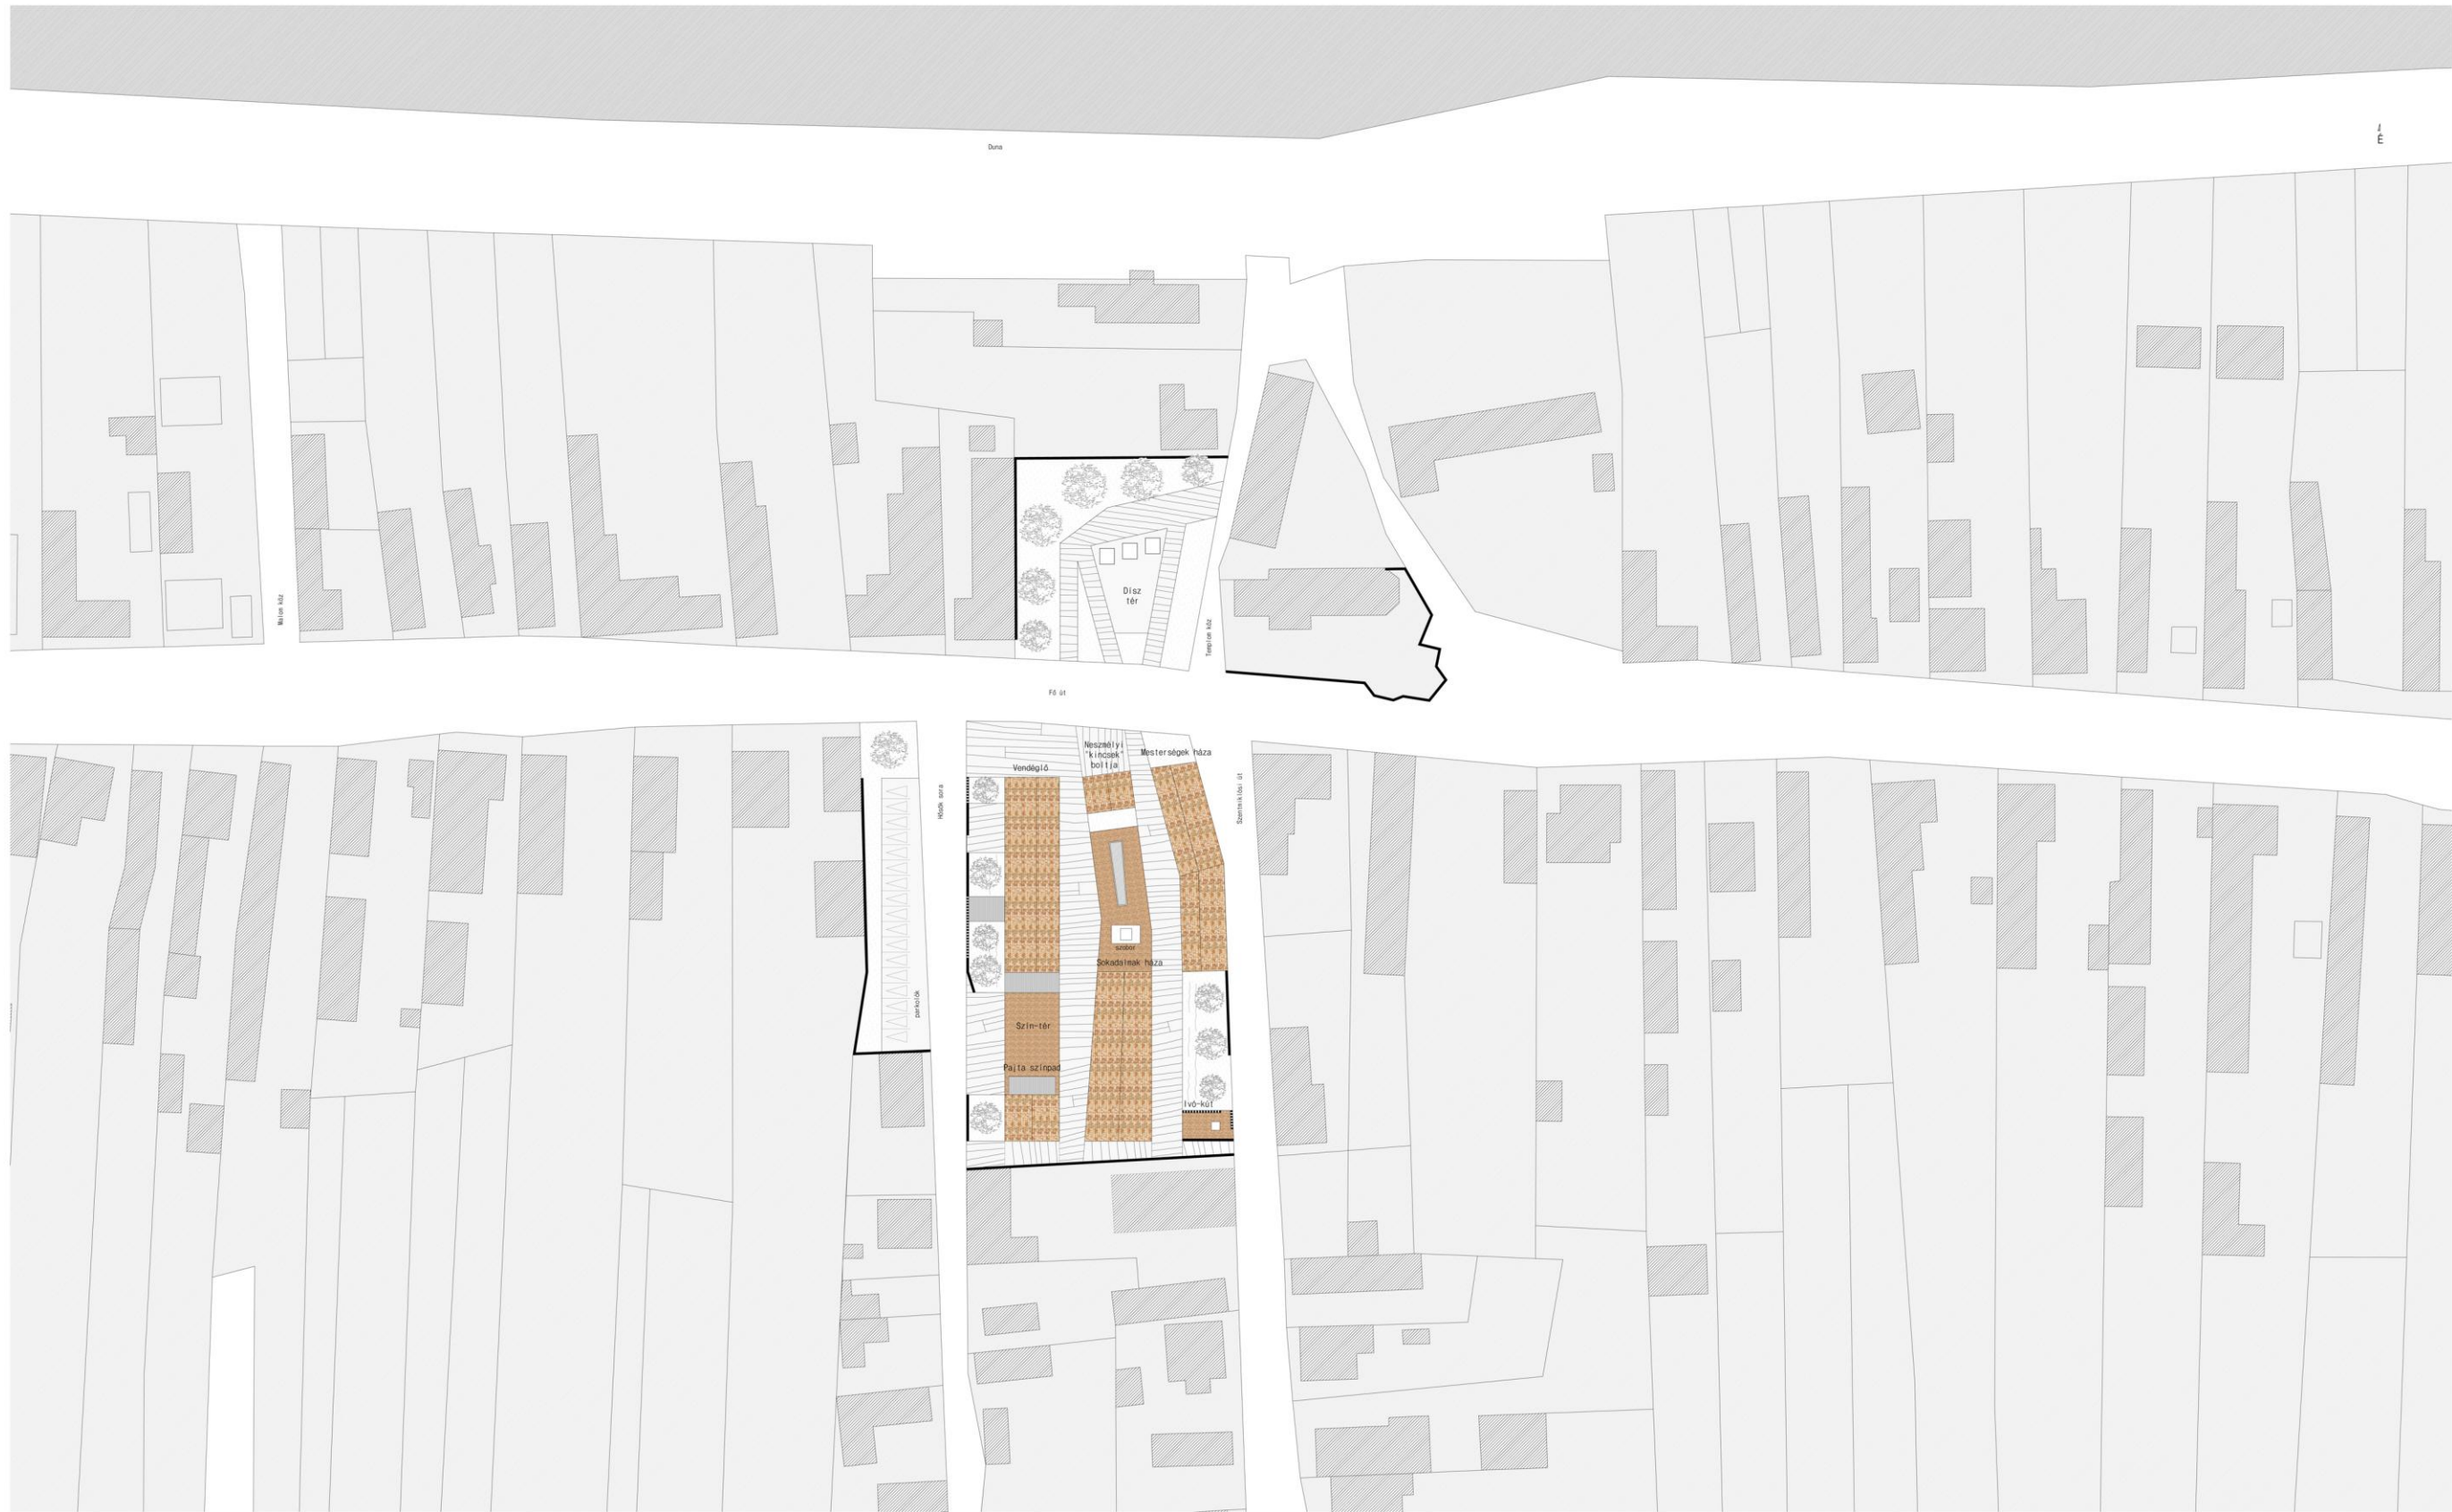 Duna
É
Malom köz
Dísz
tér
Templom köz
Fő út
Neszmélyi
"kincsek"
boltja
Mesterségek háza
Vendéglő
Hősök sora
Szentmiklósi út
szobor
Sokadalmak háza
parkolók
Szín-tér
Pajta színpad
Ivó-kút